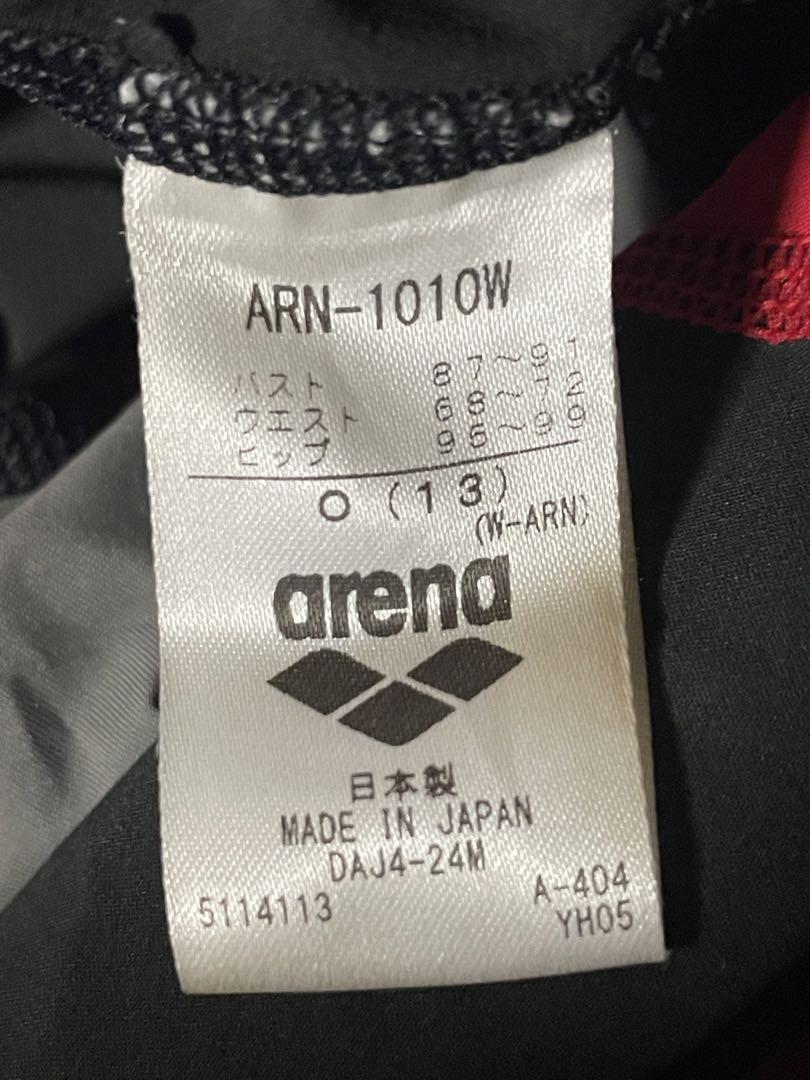 ARN-1010W
バスト 87~91
ウエスト 68~72
ヒップ 95~99
O (13)
(W-ARN)
arena
日本製
MADE IN JAPAN
DAJ4-24M
5114113 A-404
YH05